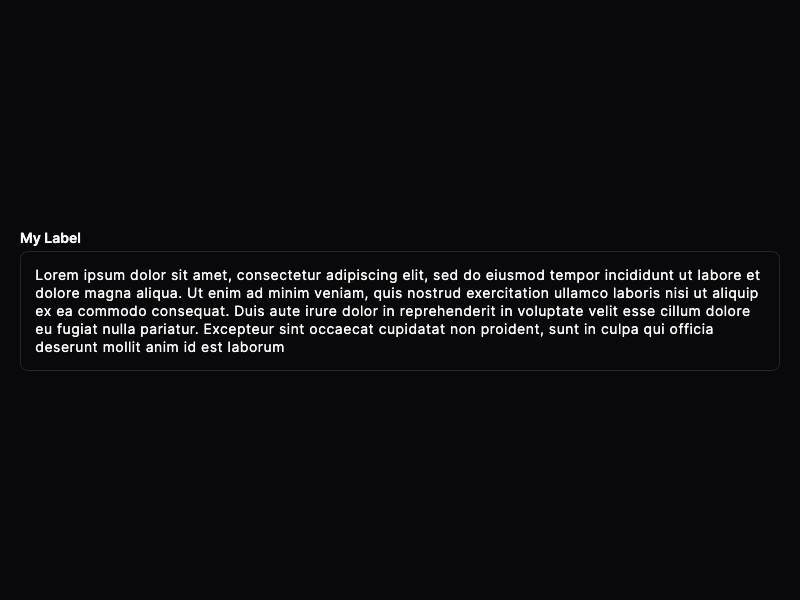 My Label
Lorem ipsum dolor sit amet, consectetur adipiscing elit, sed do eiusmod tempor incididunt ut labore et
dolore magna aliqua. Ut enim ad minim veniam, quis nostrud exercitation ullamco laboris nisi ut aliquip
ex ea commodo consequat. Duis aute irure dolor in reprehenderit in voluptate velit esse cillum dolore
eu fugiat nulla pariatur. Excepteur sint occaecat cupidatat non proident, sunt in culpa qui officia
deserunt mollit anim id est laborum